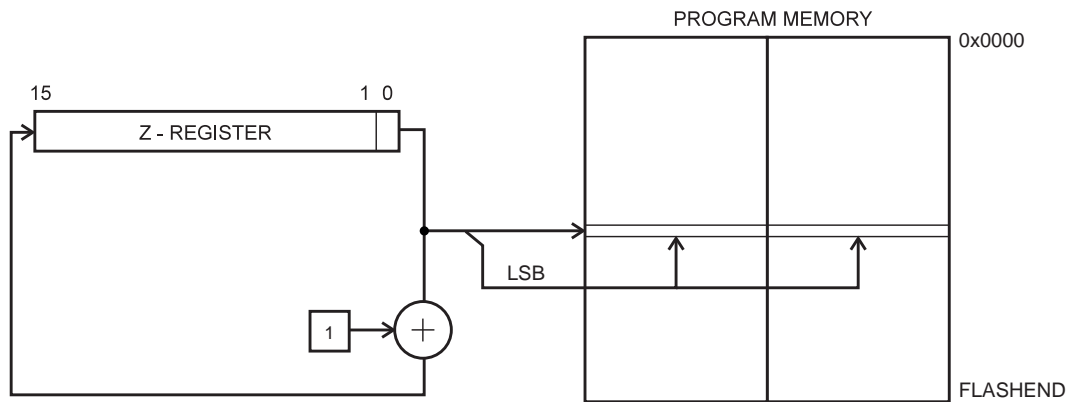 PROGRAM MEMORY
0x0000
15 1 0
Z - REGISTER
LSB
1
FLASHEND